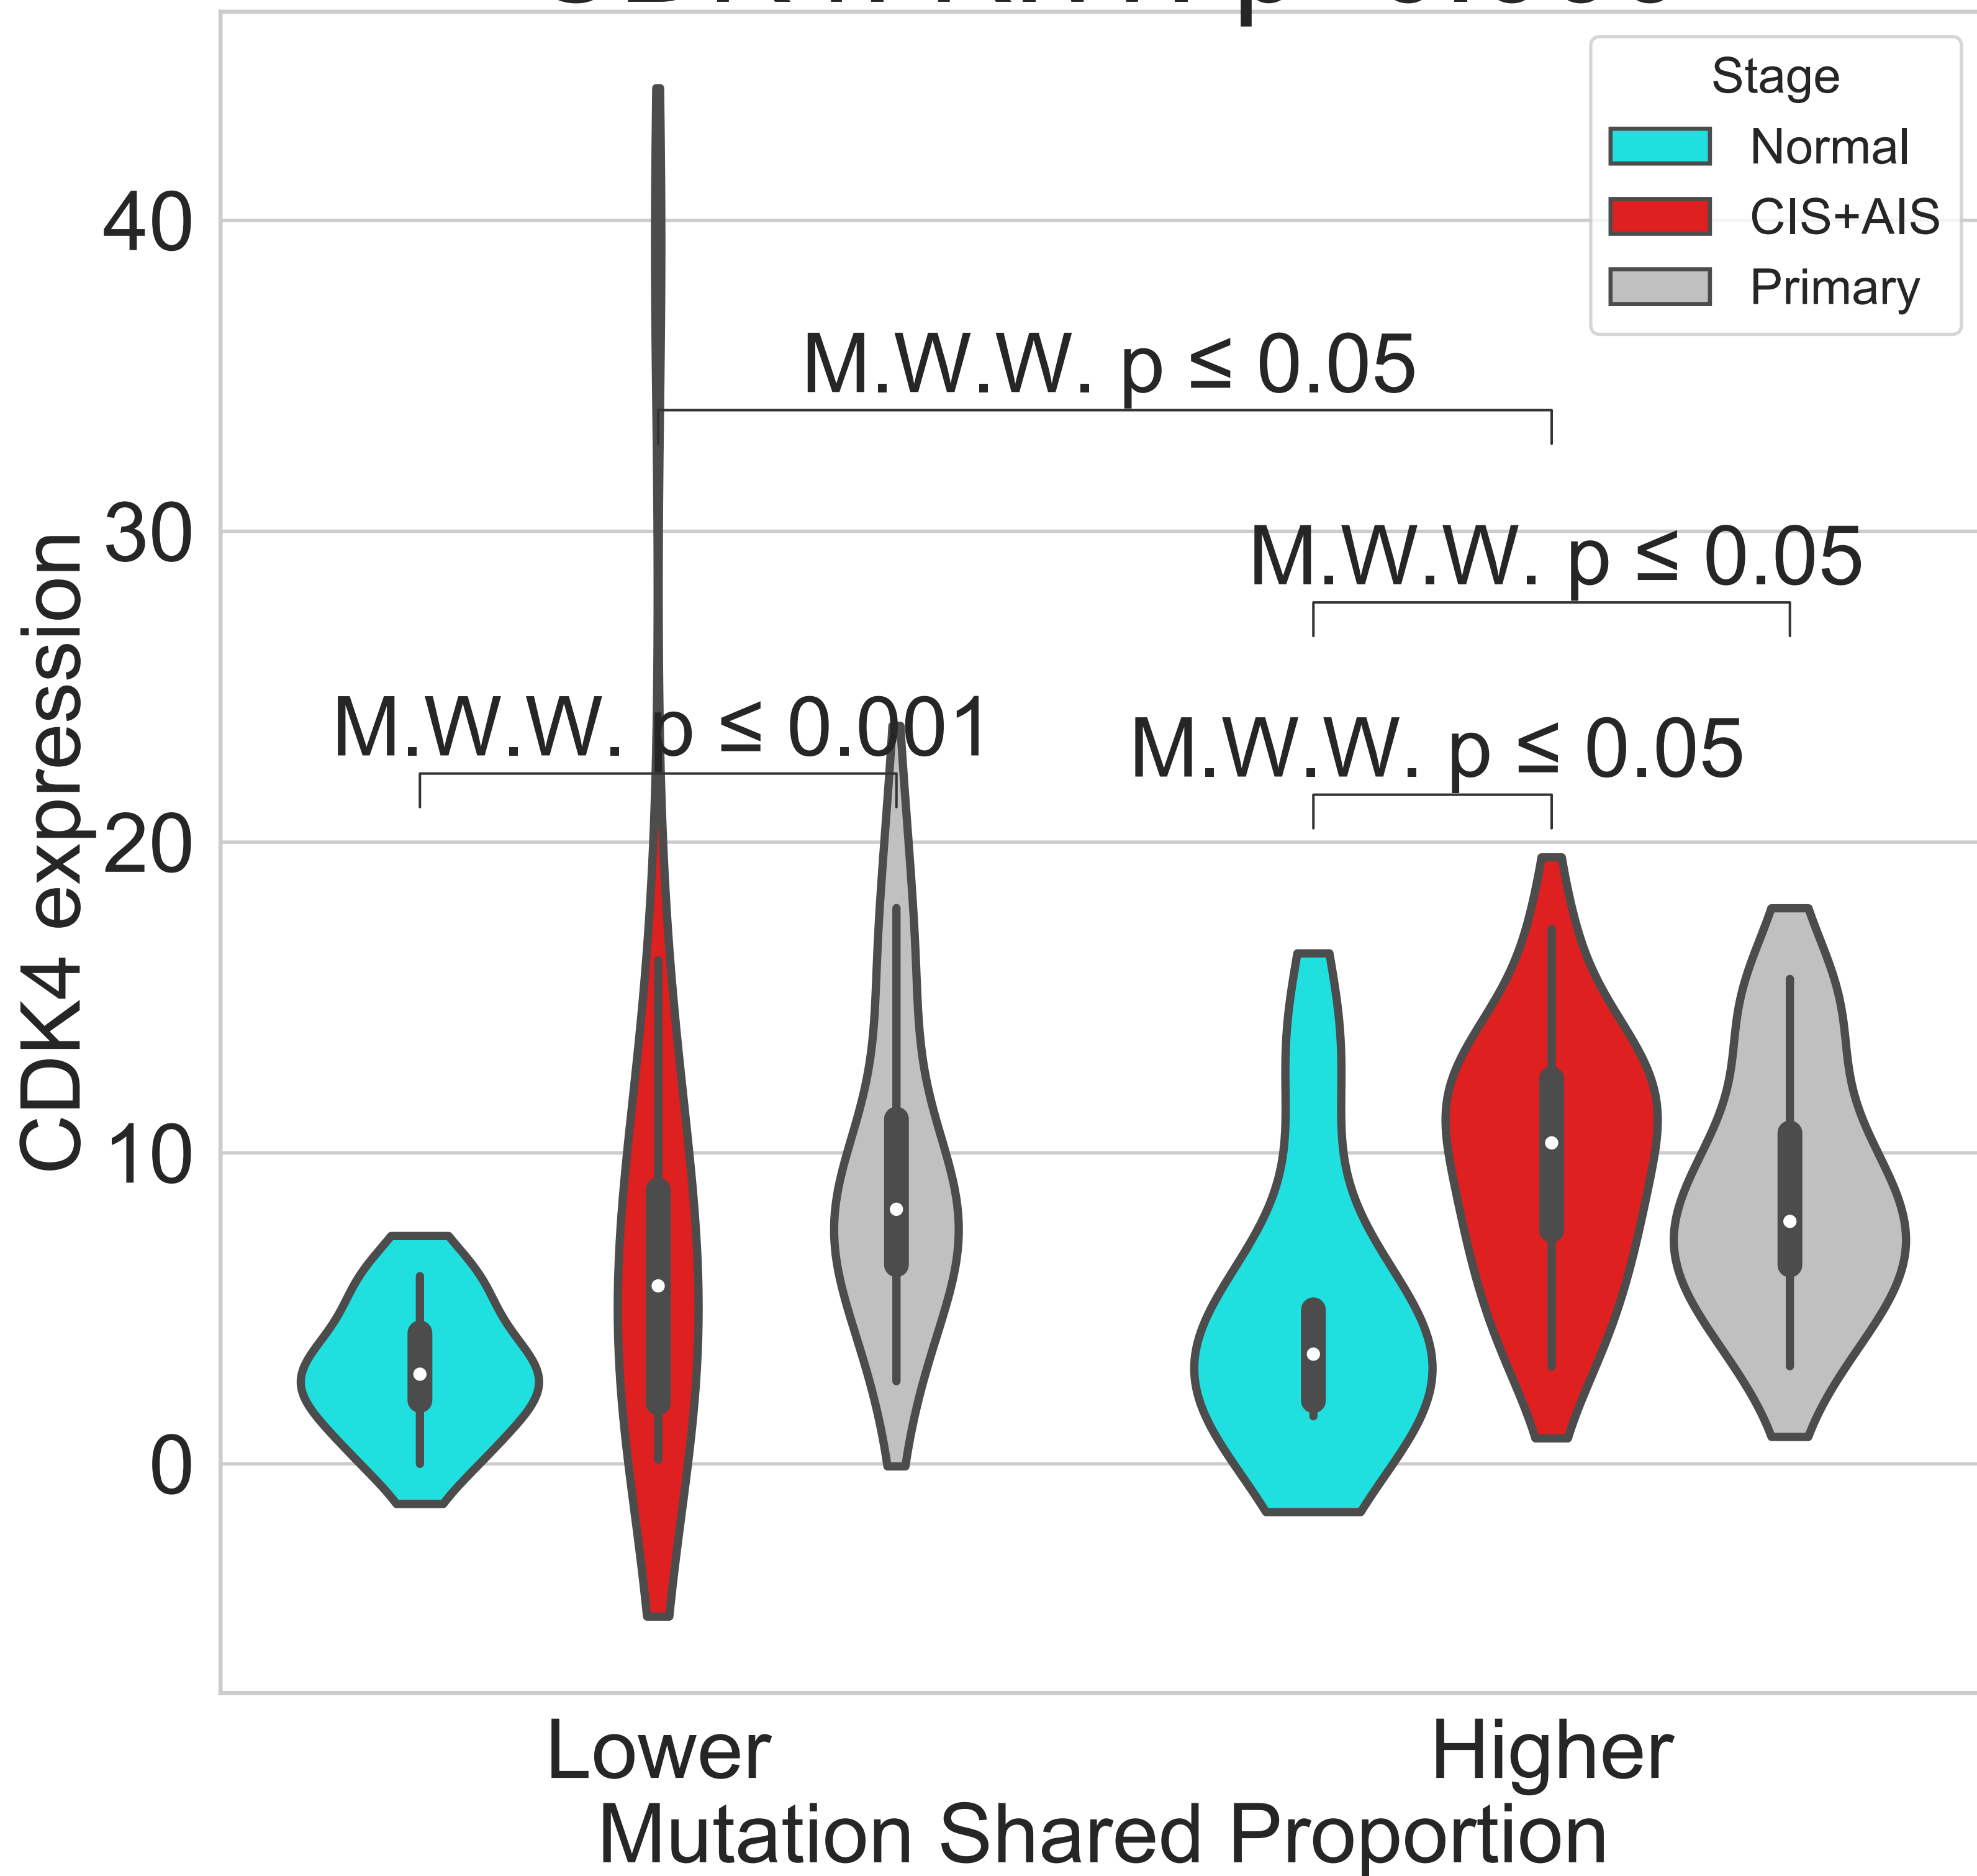 Stage
Normal
CIS+AIS
Primary
M.W.W. p ≤ 0.05
M.W.W. p ≤ 0.05
M.W.W. p ≤ 0.001
M.W.W. p ≤ 0.05
CDK4 expression
40
30
20
10
0
Lower
Higher
Mutation Shared Proportion